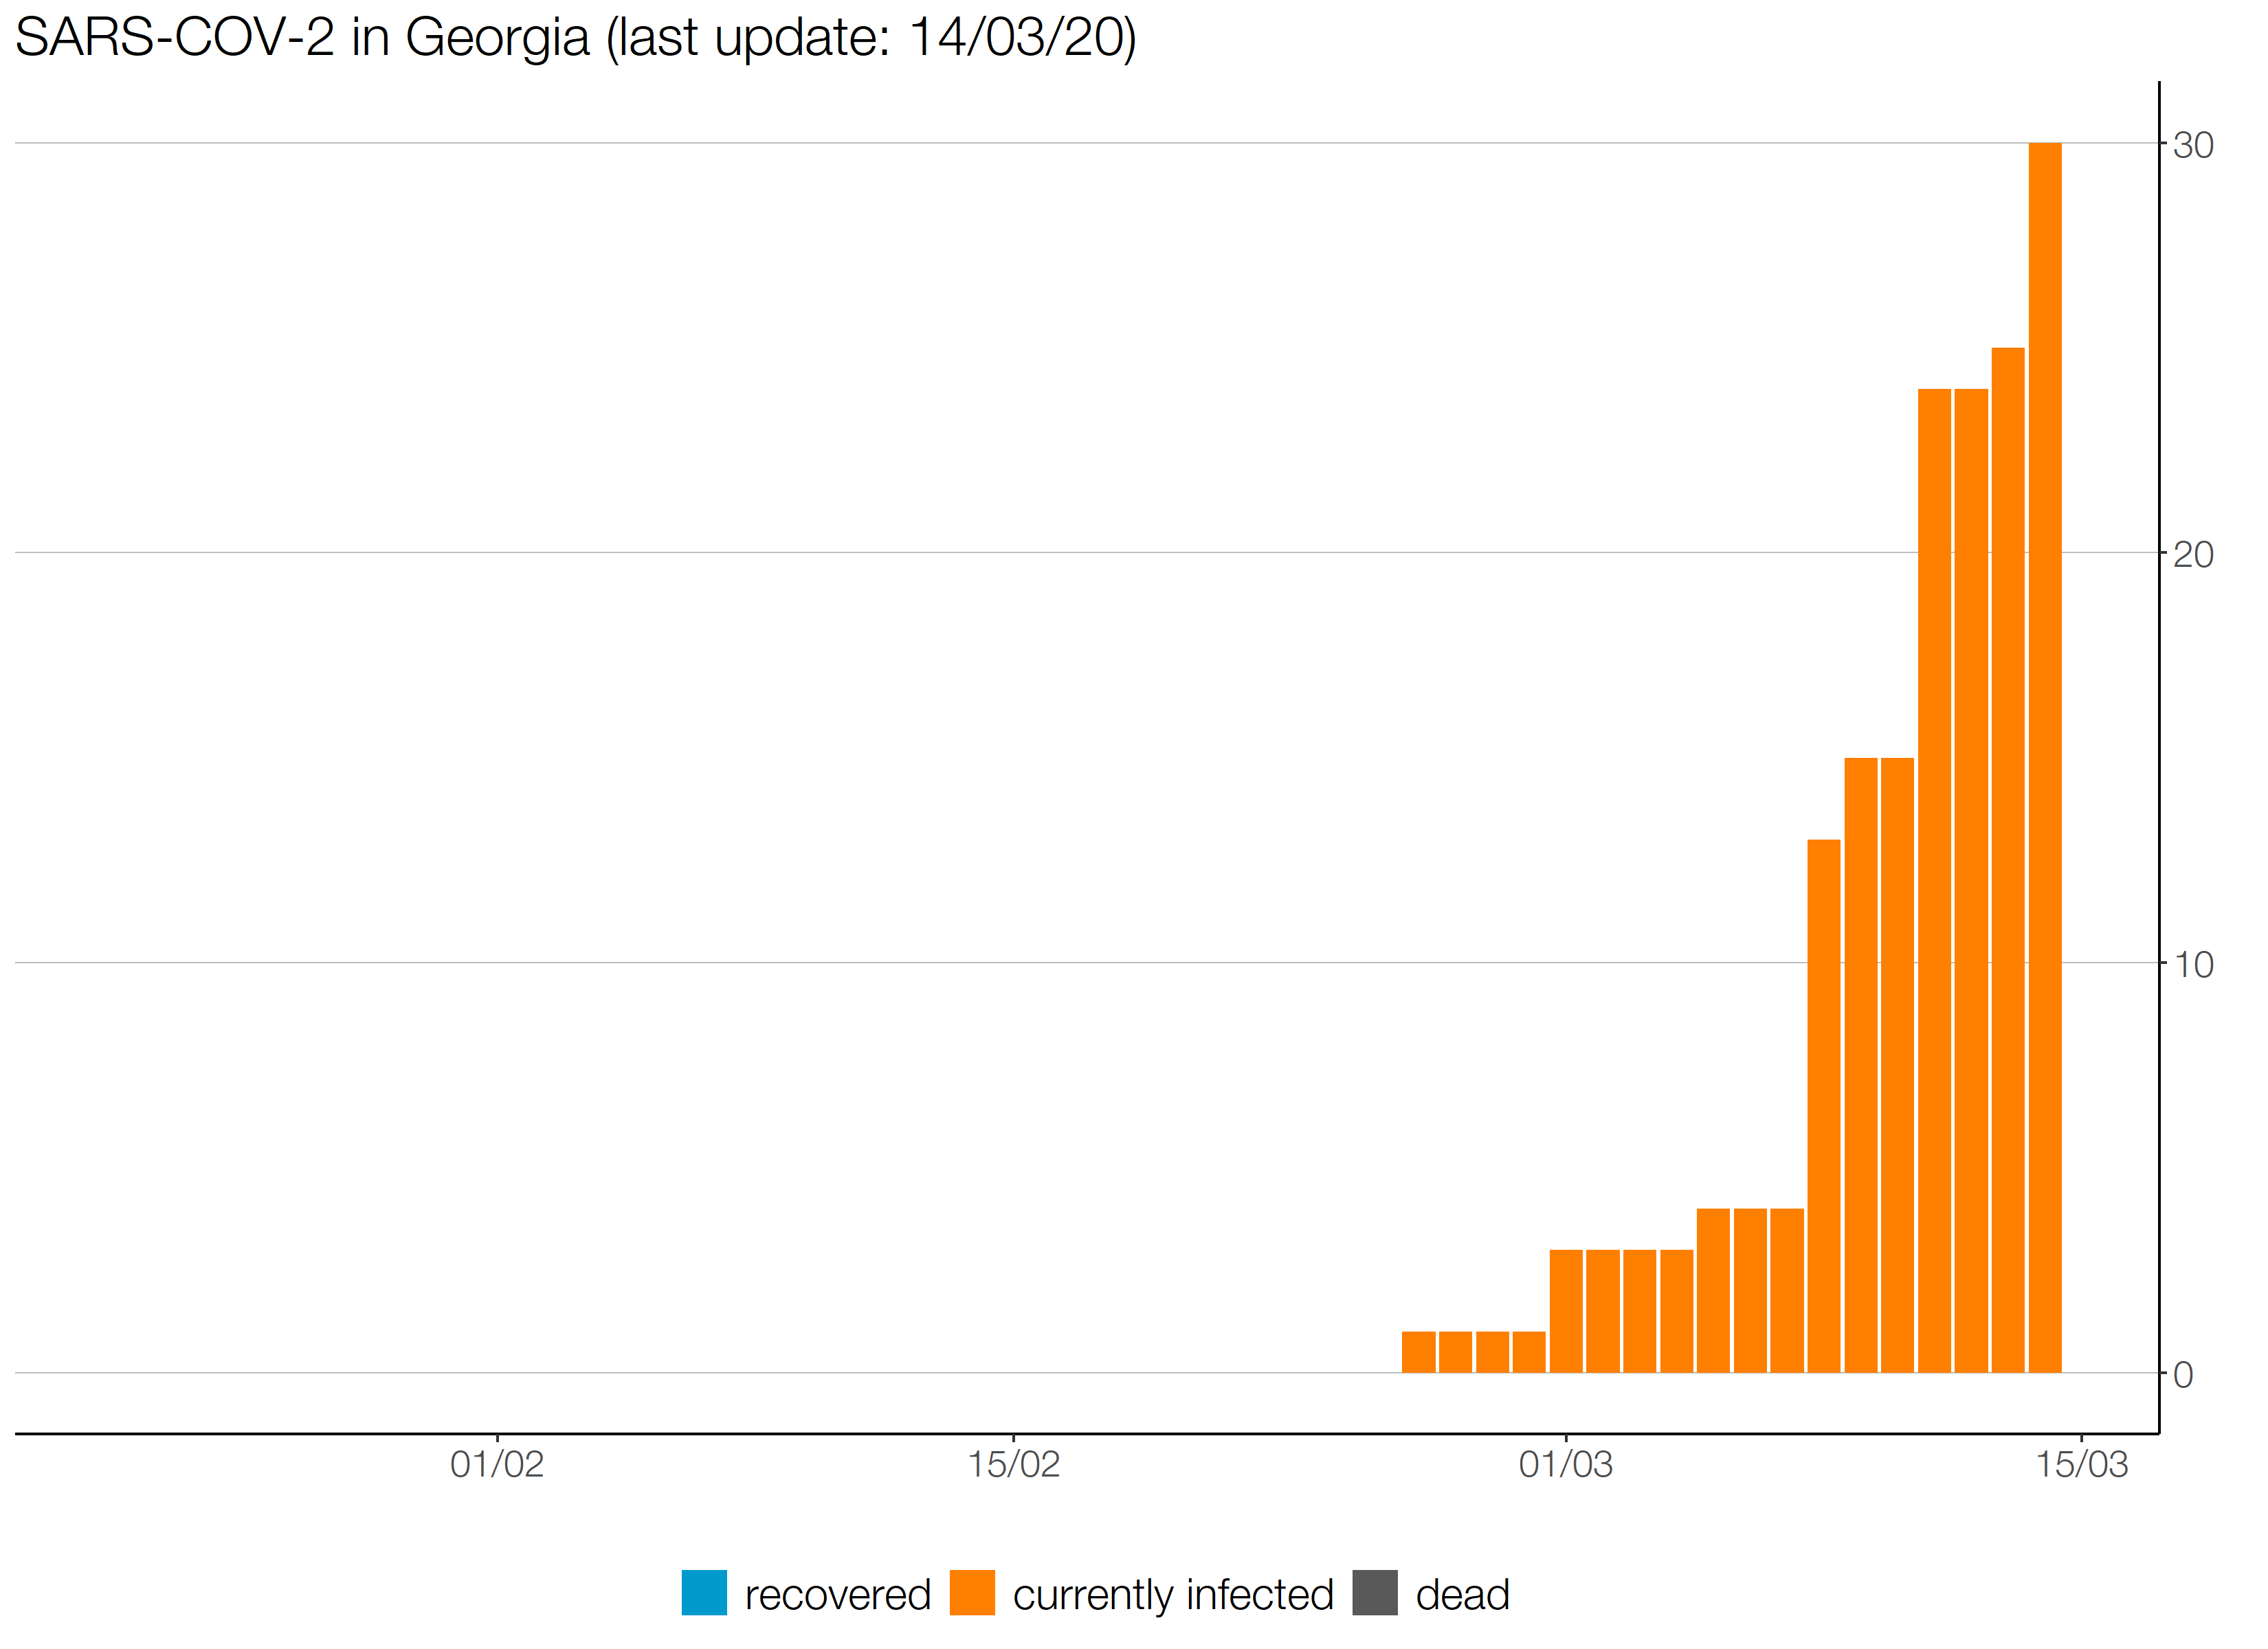 SARS-COV-2 in Georgia (last update: 14/03/20)
30
20
10
0
01/02 15/02 01/03 15/03
recovered currently infected dead